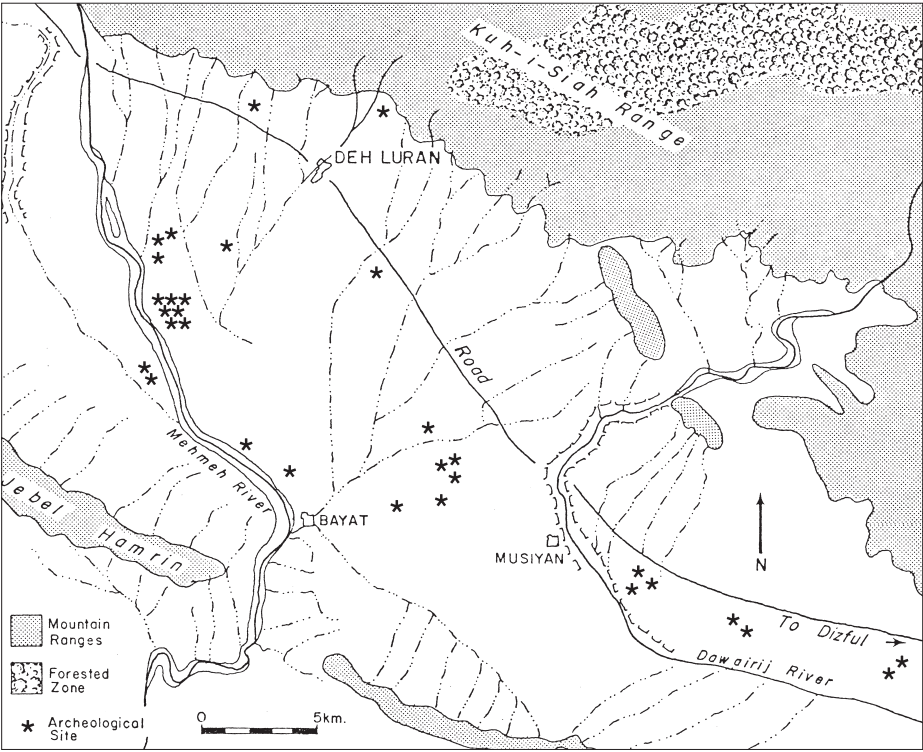 Kuh-i-Siah Range
DEH LURAN
Road
Mehmeh River
Jebel Hamrin
BAYAT
MUSIYAN
N
To Dizful
Dawairij River
Mountain
Ranges
Forested
Zone
Archeological
Site
0 5km.